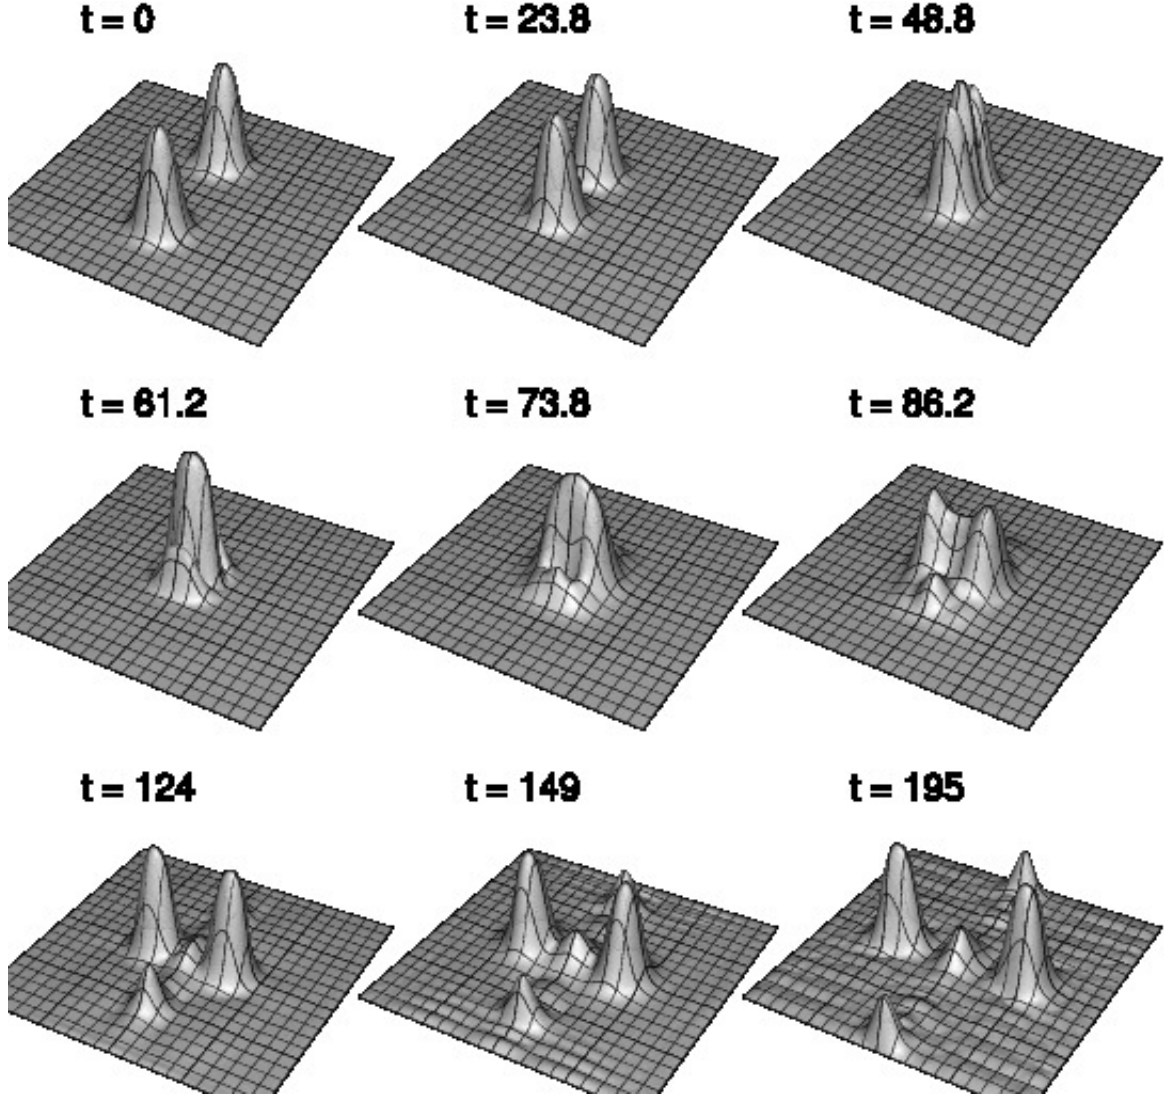 t = 0
t = 23.8
t = 48.8
t = 61.2
t = 73.8
t = 86.2
t = 124
t = 149
t = 195